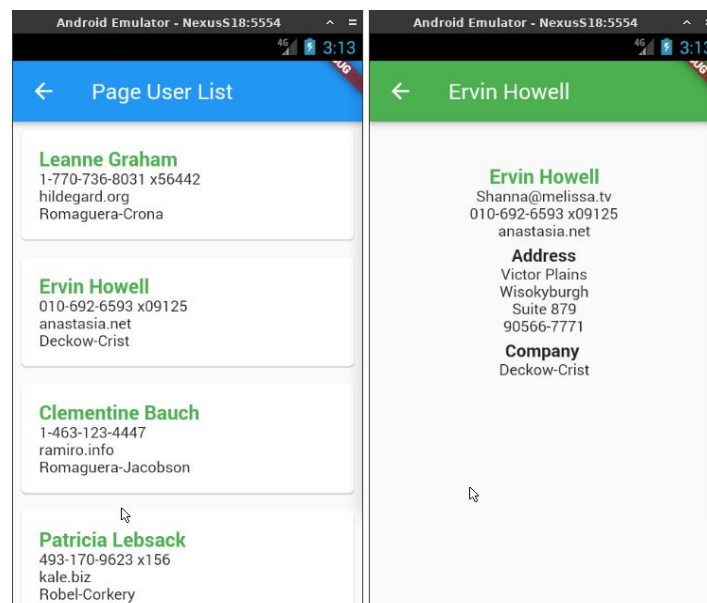 Android Emulator - NexusS18:5554
4G 3:13
UG
Page User List
Leanne Graham
1-770-736-8031 x56442
hildegard.org
Romaguera-Crona
Ervin Howell
010-692-6593 x09125
anastasia.net
Deckow-Crist
Clementine Bauch
1-463-123-4447
ramiro.info
Romaguera-Jacobson
Patricia Lebsack
493-170-9623 x156
kale.biz
Robel-Corkery
Android Emulator - NexusS18:5554
4G 3:13
UG
Ervin Howell
Ervin Howell
Shanna@melissa.tv
010-692-6593 x09125
anastasia.net
Address
Victor Plains
Wisokyburgh
Suite 879
90566-7771
Company
Deckow-Crist